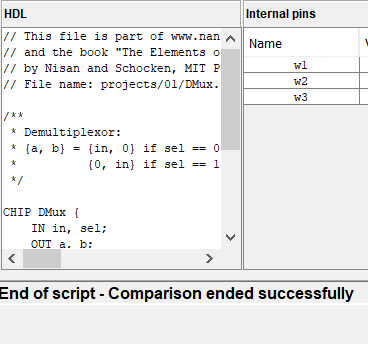 HDL
// This file is part of www.nan
// and the book "The Elements o
// by Nisan and Schocken, MIT P
// File name: projects/01/DMux.
/**
* Demultiplexor:
* {a, b} = {in, 0} if sel == 0
* {0, in} if sel == 1
*/
CHIP DMux {
IN in, sel;
OUT a, b;
Internal pins
Name
w1
w2
w3
End of script - Comparison ended successfully